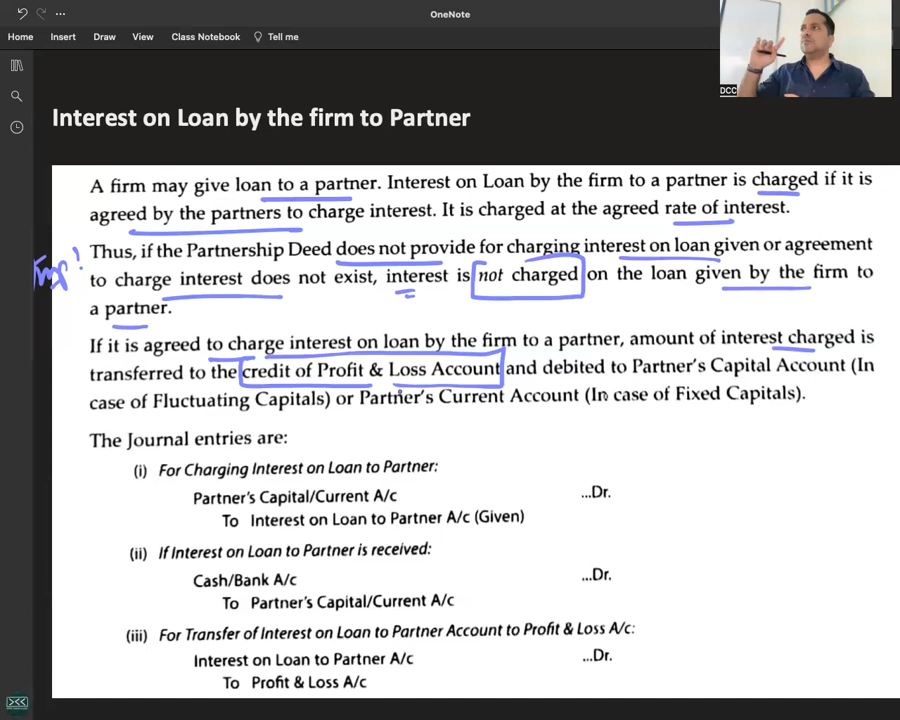 OneNote
Home Insert Draw View Class Notebook Tell me
DCC
Interest on Loan by the firm to Partner
A firm may give loan to a partner. Interest on Loan by the firm to a partner is charged if it is
agreed by the partners to charge interest. It is charged at the agreed rate of interest.
Thus, if the Partnership Deed does not provide for charging interest on loan given or agreement
Imp!
to charge interest does not exist, interest is not charged on the loan given by the firm to
a partner.
If it is agreed to charge interest on loan by the firm to a partner, amount of interest charged is
transferred to the credit of Profit & Loss Account and debited to Partner's Capital Account (In
case of Fluctuating Capitals) or Partner's Current Account (In case of Fixed Capitals).
The Journal entries are:
(i) For Charging Interest on Loan to Partner:
Partner's Capital/Current A/c ...Dr.
To Interest on Loan to Partner A/c (Given)
(ii) If Interest on Loan to Partner is received:
Cash/Bank A/c ...Dr.
To Partner's Capital/Current A/c
(iii) For Transfer of Interest on Loan to Partner Account to Profit & Loss A/c:
Interest on Loan to Partner A/c ...Dr.
To Profit & Loss A/c